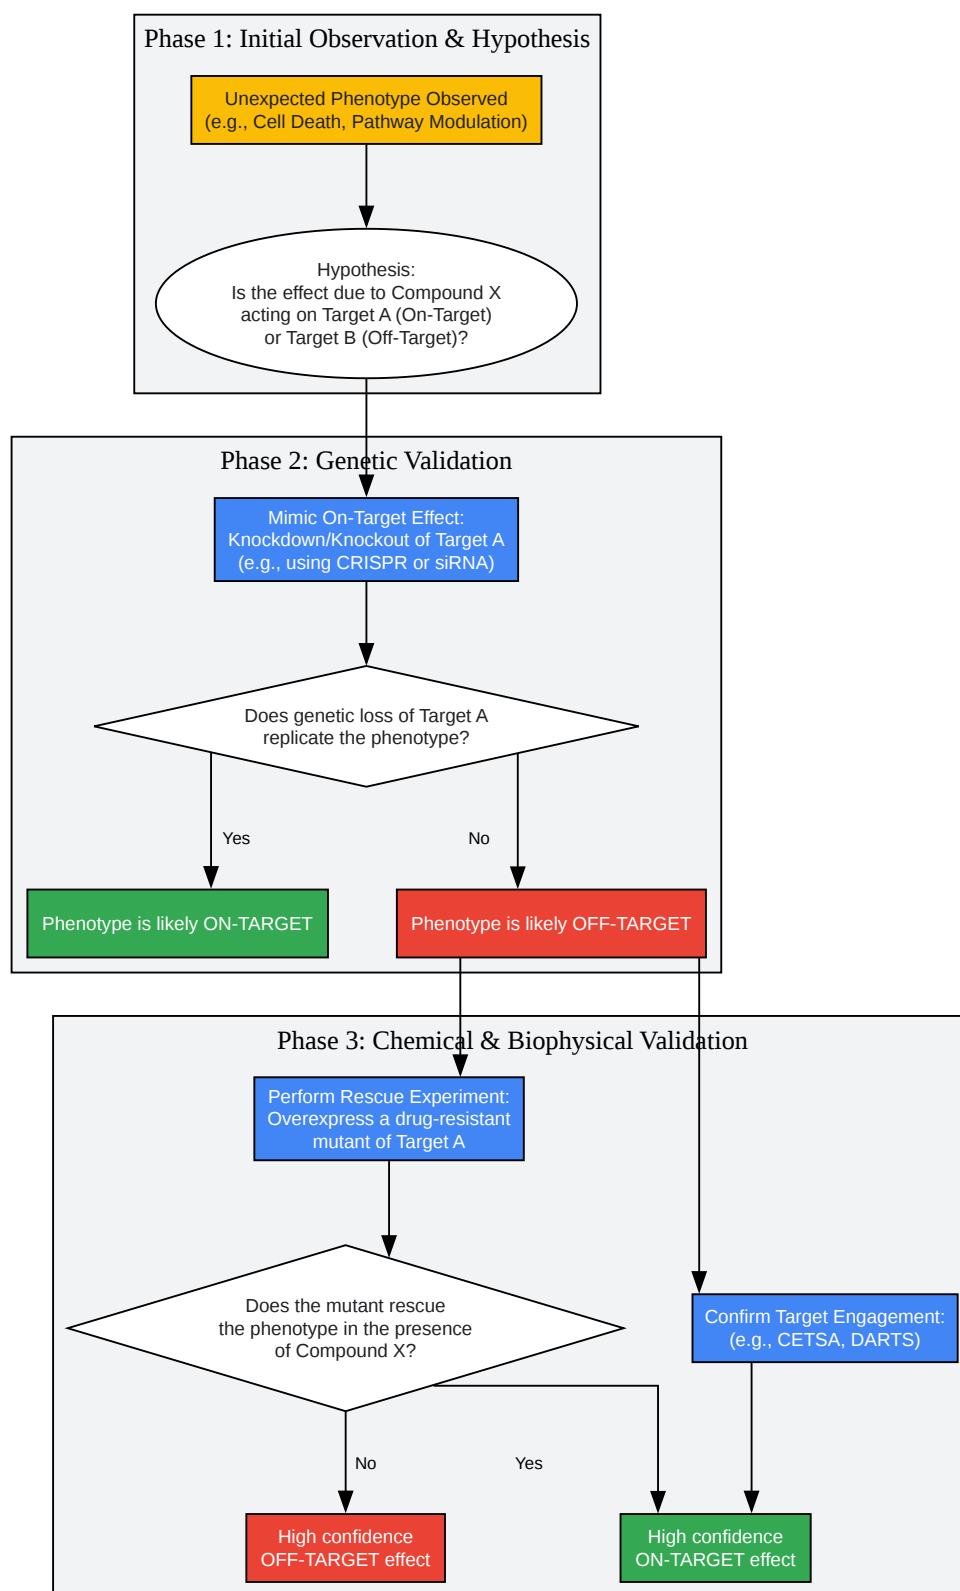 Phase 1: Initial Observation & Hypothesis
Unexpected Phenotype Observed
(e.g., Cell Death, Pathway Modulation)
Hypothesis:
Is the effect due to Compound X
acting on Target A (On-Target)
or Target B (Off-Target)?
Phase 2: Genetic Validation
Mimic On-Target Effect:
Knockdown/Knockout of Target A
(e.g., using CRISPR or siRNA)
Does genetic loss of Target A
replicate the phenotype?
Yes
No
Phenotype is likely ON-TARGET
Phenotype is likely OFF-TARGET
Phase 3: Chemical & Biophysical Validation
Perform Rescue Experiment:
Overexpress a drug-resistant
mutant of Target A
Does the mutant rescue
the phenotype in the presence
of Compound X?
Confirm Target Engagement:
(e.g., CETSA, DARTS)
No
Yes
High confidence
OFF-TARGET effect
High confidence
ON-TARGET effect